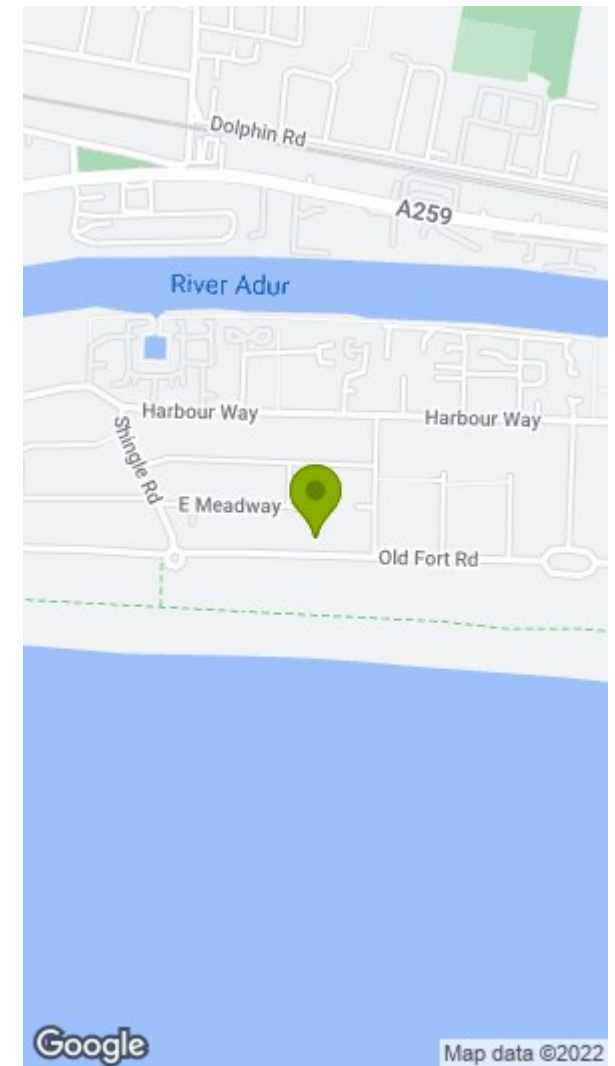 Dolphin Rd
A259
River Adur
Harbour Way
Harbour Way
Shingle Rd
E Meadway
Old Fort Rd
Google
Map data ©2022